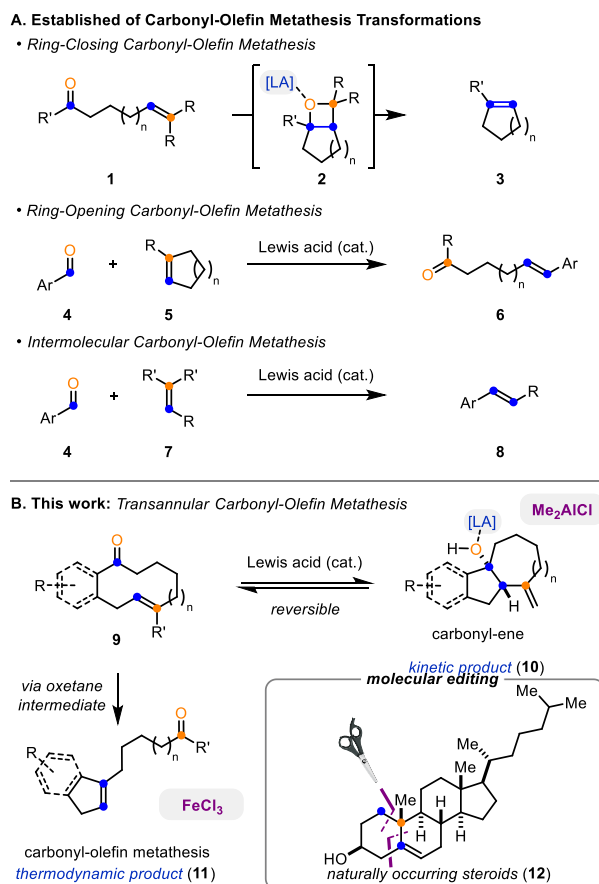 A. Established of Carbonyl-Olefin Metathesis Transformations
• Ring-Closing Carbonyl-Olefin Metathesis
O
R'
( )n
R
R
1
[LA]
O
R
R
R'
( )n
2
R'
( )n
3
• Ring-Opening Carbonyl-Olefin Metathesis
O
Ar
4
+
R
( )n
5
Lewis acid (cat.)
R
O
( )n
Ar
6
• Intermolecular Carbonyl-Olefin Metathesis
O
Ar
4
+
R'
R'
R
7
Lewis acid (cat.)
Ar
R
8
B. This work: Transannular Carbonyl-Olefin Metathesis
O
R
( )n
R'
9
Lewis acid (cat.)
reversible
Me2AlCl
[LA]
H
O
R
( )n
H
carbonyl-ene
kinetic product (10)
via oxetane
intermediate
O
R
( )n
R'
FeCl3
carbonyl-olefin metathesis
thermodynamic product (11)
molecular editing
Me
Me
Me
Me
Me
H
H
H
HO
naturally occurring steroids (12)